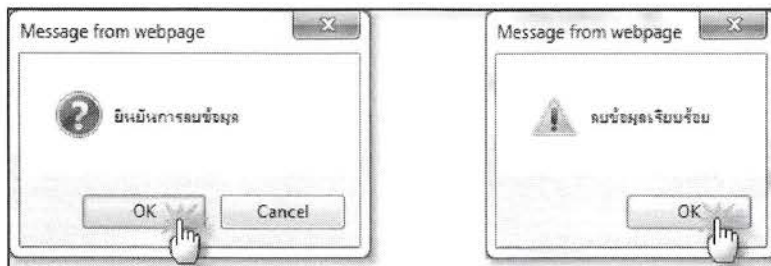 Message from webpage
ยืนยันการลบข้อมูล
OK
Cancel
Message from webpage
ลบข้อมูลเรียบร้อย
OK